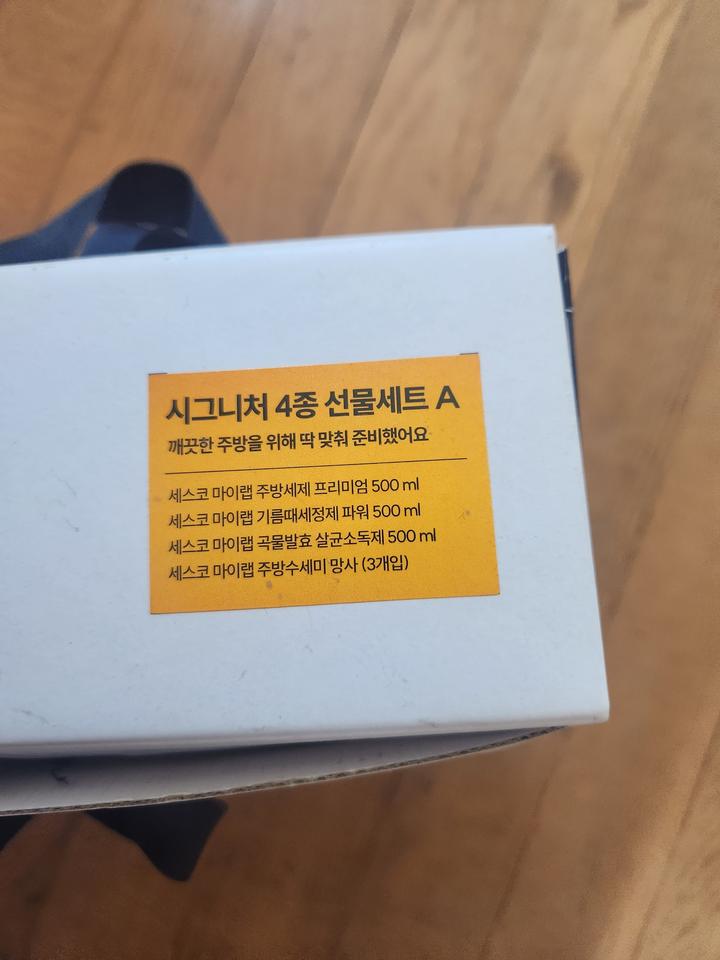 시그니처 4종 선물세트 A
깨끗한 주방을 위해 딱 맞춰 준비했어요
세스코 마이랩 주방세제 프리미엄 500 ml
세스코 마이랩 기름때세정제 파워 500 ml
세스코 마이랩 곡물발효 살균소독제 500 ml
세스코 마이랩 주방수세미 망사 (3개입)